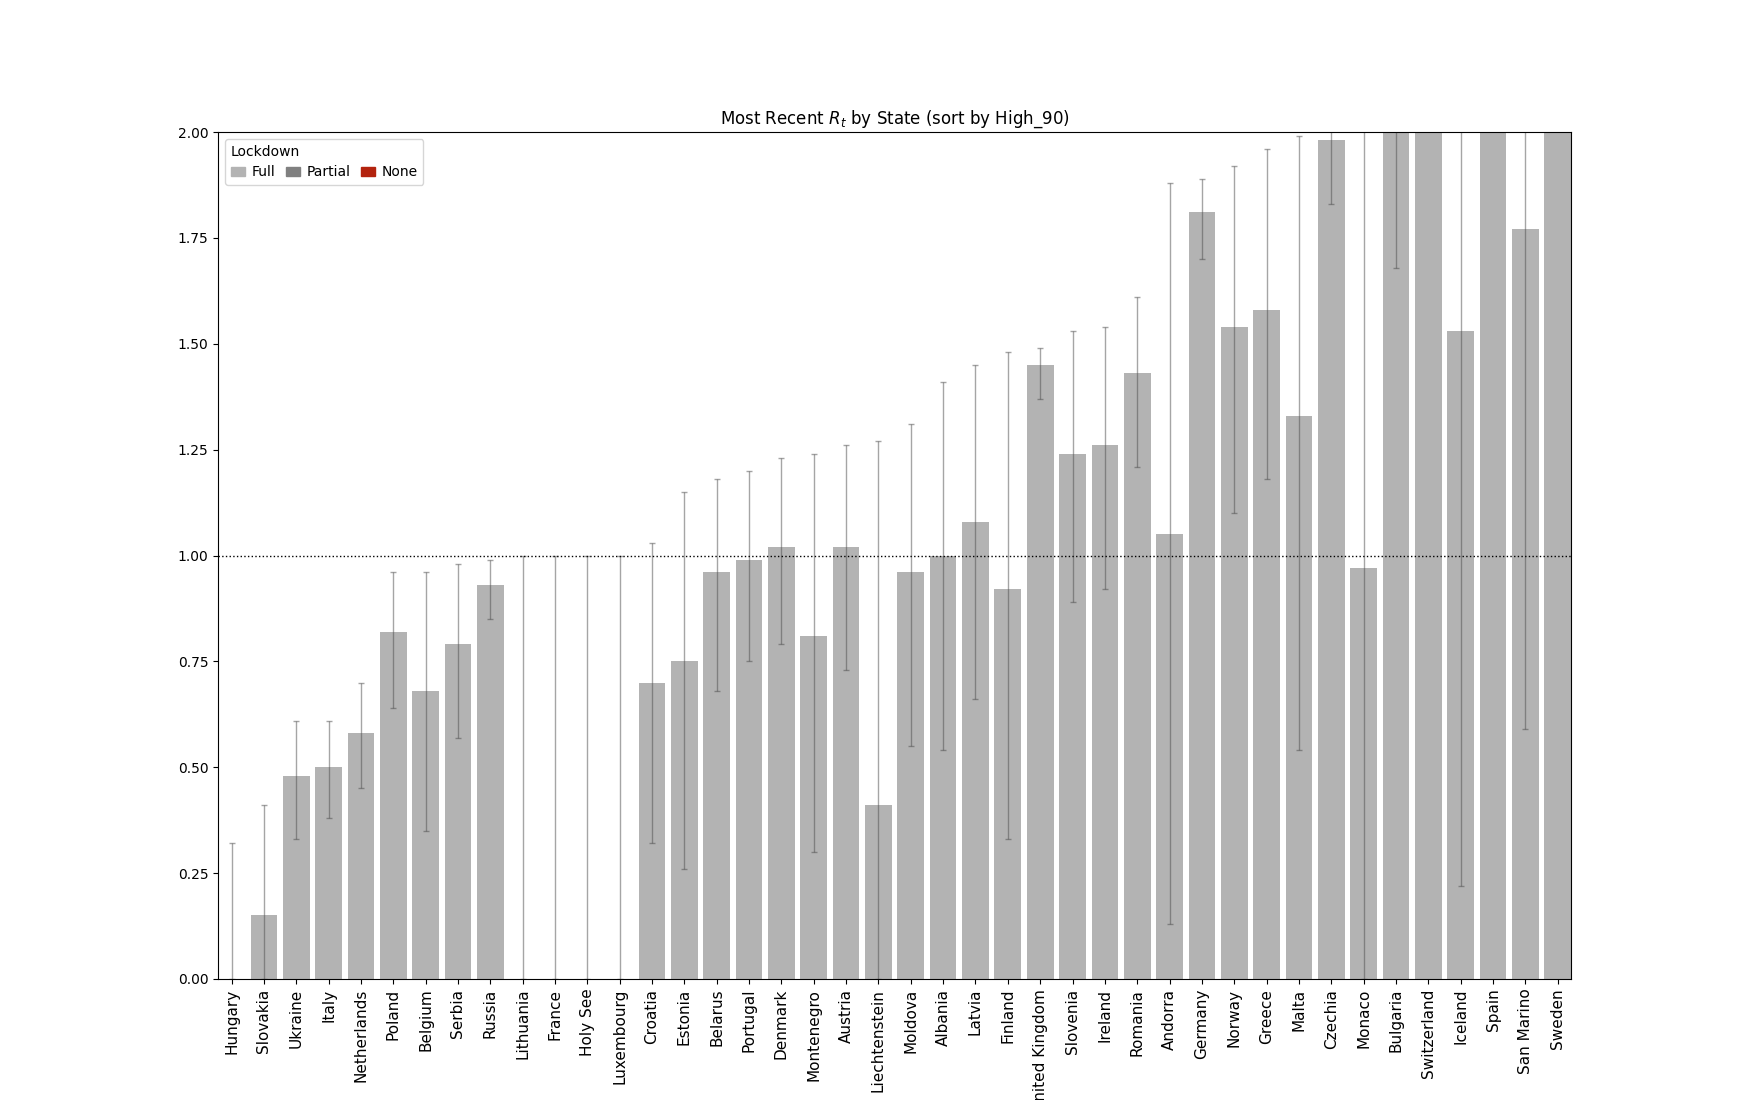 Most Recent R_t by State (sort by High_90)
Lockdown
Full Partial None
2.00
1.75
1.50
1.25
1.00
0.75
0.50
0.25
0.00
Hungary
Slovakia
Ukraine
Italy
Netherlands
Poland
Belgium
Serbia
Russia
Lithuania
France
Holy See
Luxembourg
Croatia
Estonia
Belarus
Portugal
Denmark
Montenegro
Austria
Liechtenstein
Moldova
Albania
Latvia
Finland
nited Kingdom
Slovenia
Ireland
Romania
Andorra
Germany
Norway
Greece
Malta
Czechia
Monaco
Bulgaria
Switzerland
Iceland
Spain
San Marino
Sweden